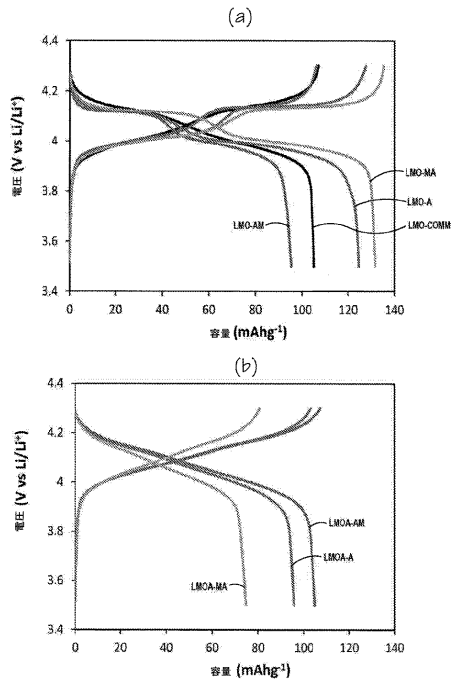 (a)
4.4
4.2
4
3.8
3.6
3.4
電圧 (V vs Li/Li⁺)
LMO-MA
LMO-A
LMO-COMM
LMO-AM
0 20 40 60 80 100 120 140
容量 (mAhg⁻¹)
(b)
4.4
4.2
4
3.8
3.6
3.4
電圧 (V vs Li/Li⁺)
LMOA-AM
LMOA-A
LMOA-MA
0 20 40 60 80 100 120 140
容量 (mAhg⁻¹)